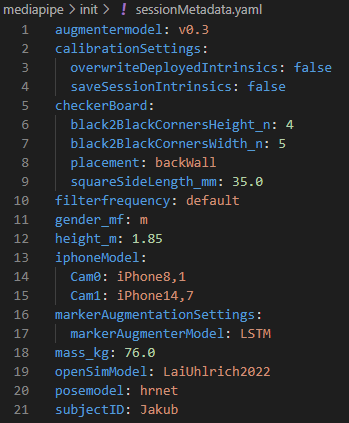 mediapipe > init > ! sessionMetadata.yaml
1 augmentermodel: v0.3
2 calibrationSettings:
3   overwriteDeployedIntrinsics: false
4   saveSessionIntrinsics: false
5 checkerBoard:
6   black2BlackCornersHeight_n: 4
7   black2BlackCornersWidth_n: 5
8   placement: backWall
9   squareSideLength_mm: 35.0
10 filterfrequency: default
11 gender_mf: m
12 height_m: 1.85
13 iphoneModel:
14   Cam0: iPhone8,1
15   Cam1: iPhone14,7
16 markerAugmentationSettings:
17   markerAugmenterModel: LSTM
18 mass_kg: 76.0
19 openSimModel: LaiUhlrich2022
20 posemodel: hrnet
21 subjectID: Jakub